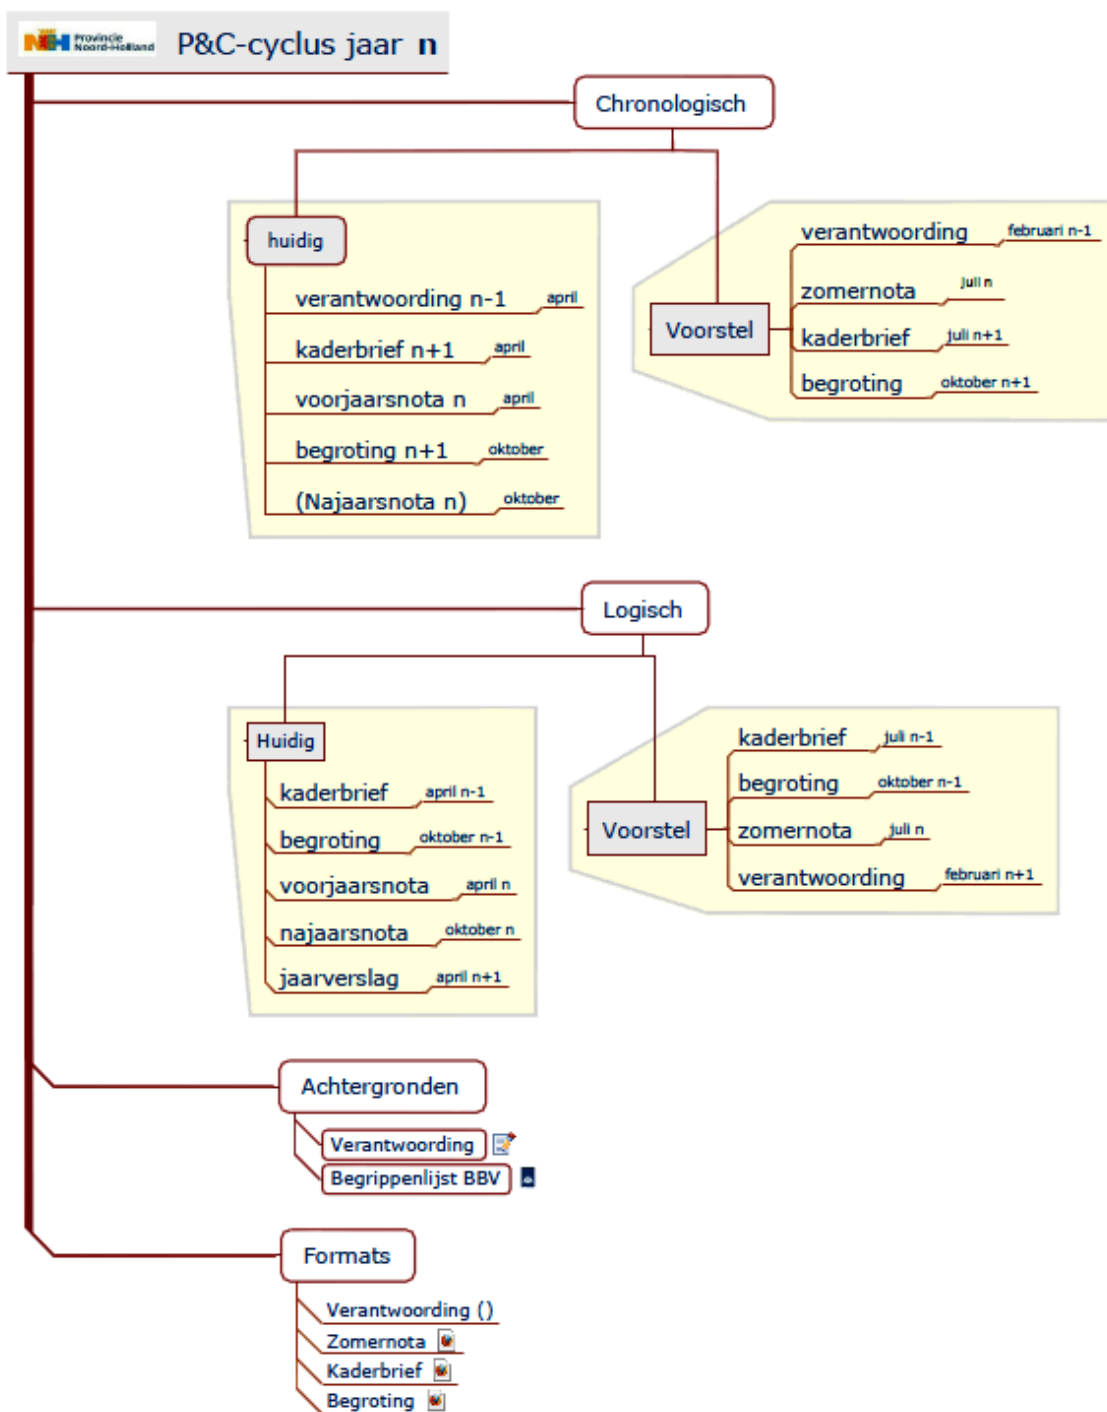 Provincie
Noord-Holland
P&C-cyclus jaar n
Chronologisch
huidig
verantwoording n-1 april
kaderbrief n+1 april
voorjaarsnota n april
begroting n+1 oktober
(Najaarsnota n) oktober
Voorstel
verantwoording februari n-1
zomernota juli n
kaderbrief juli n+1
begroting oktober n+1
Logisch
Huidig
kaderbrief april n-1
begroting oktober n-1
voorjaarsnota april n
najaarsnota oktober n
jaarverslag april n+1
Voorstel
kaderbrief juli n-1
begroting oktober n-1
zomernota juli n
verantwoording februari n+1
Achtergronden
Verantwoording
Begrippenlijst BBV
Formats
Verantwoording ()
Zomernota
Kaderbrief
Begroting